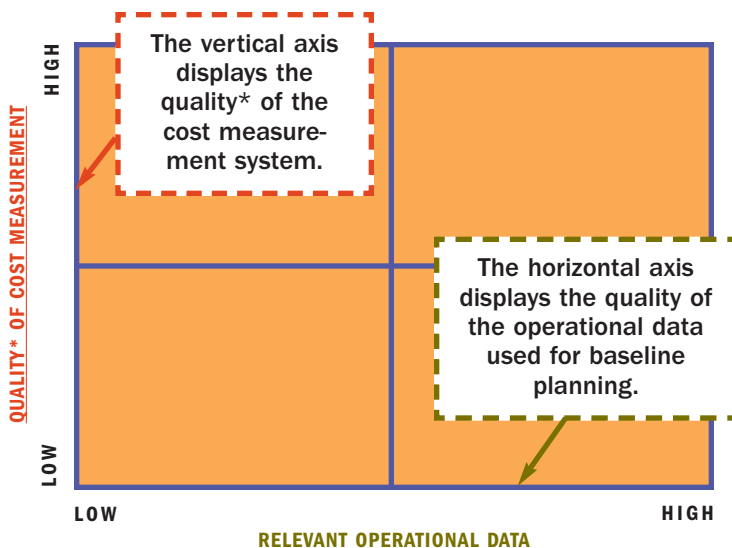 HIGH
The vertical axis
displays the
quality* of the
cost measure-
ment system.
QUALITY* OF COST MEASUREMENT
The horizontal axis
displays the quality of
the operational data
used for baseline
planning.
LOW
LOW
HIGH
RELEVANT OPERATIONAL DATA